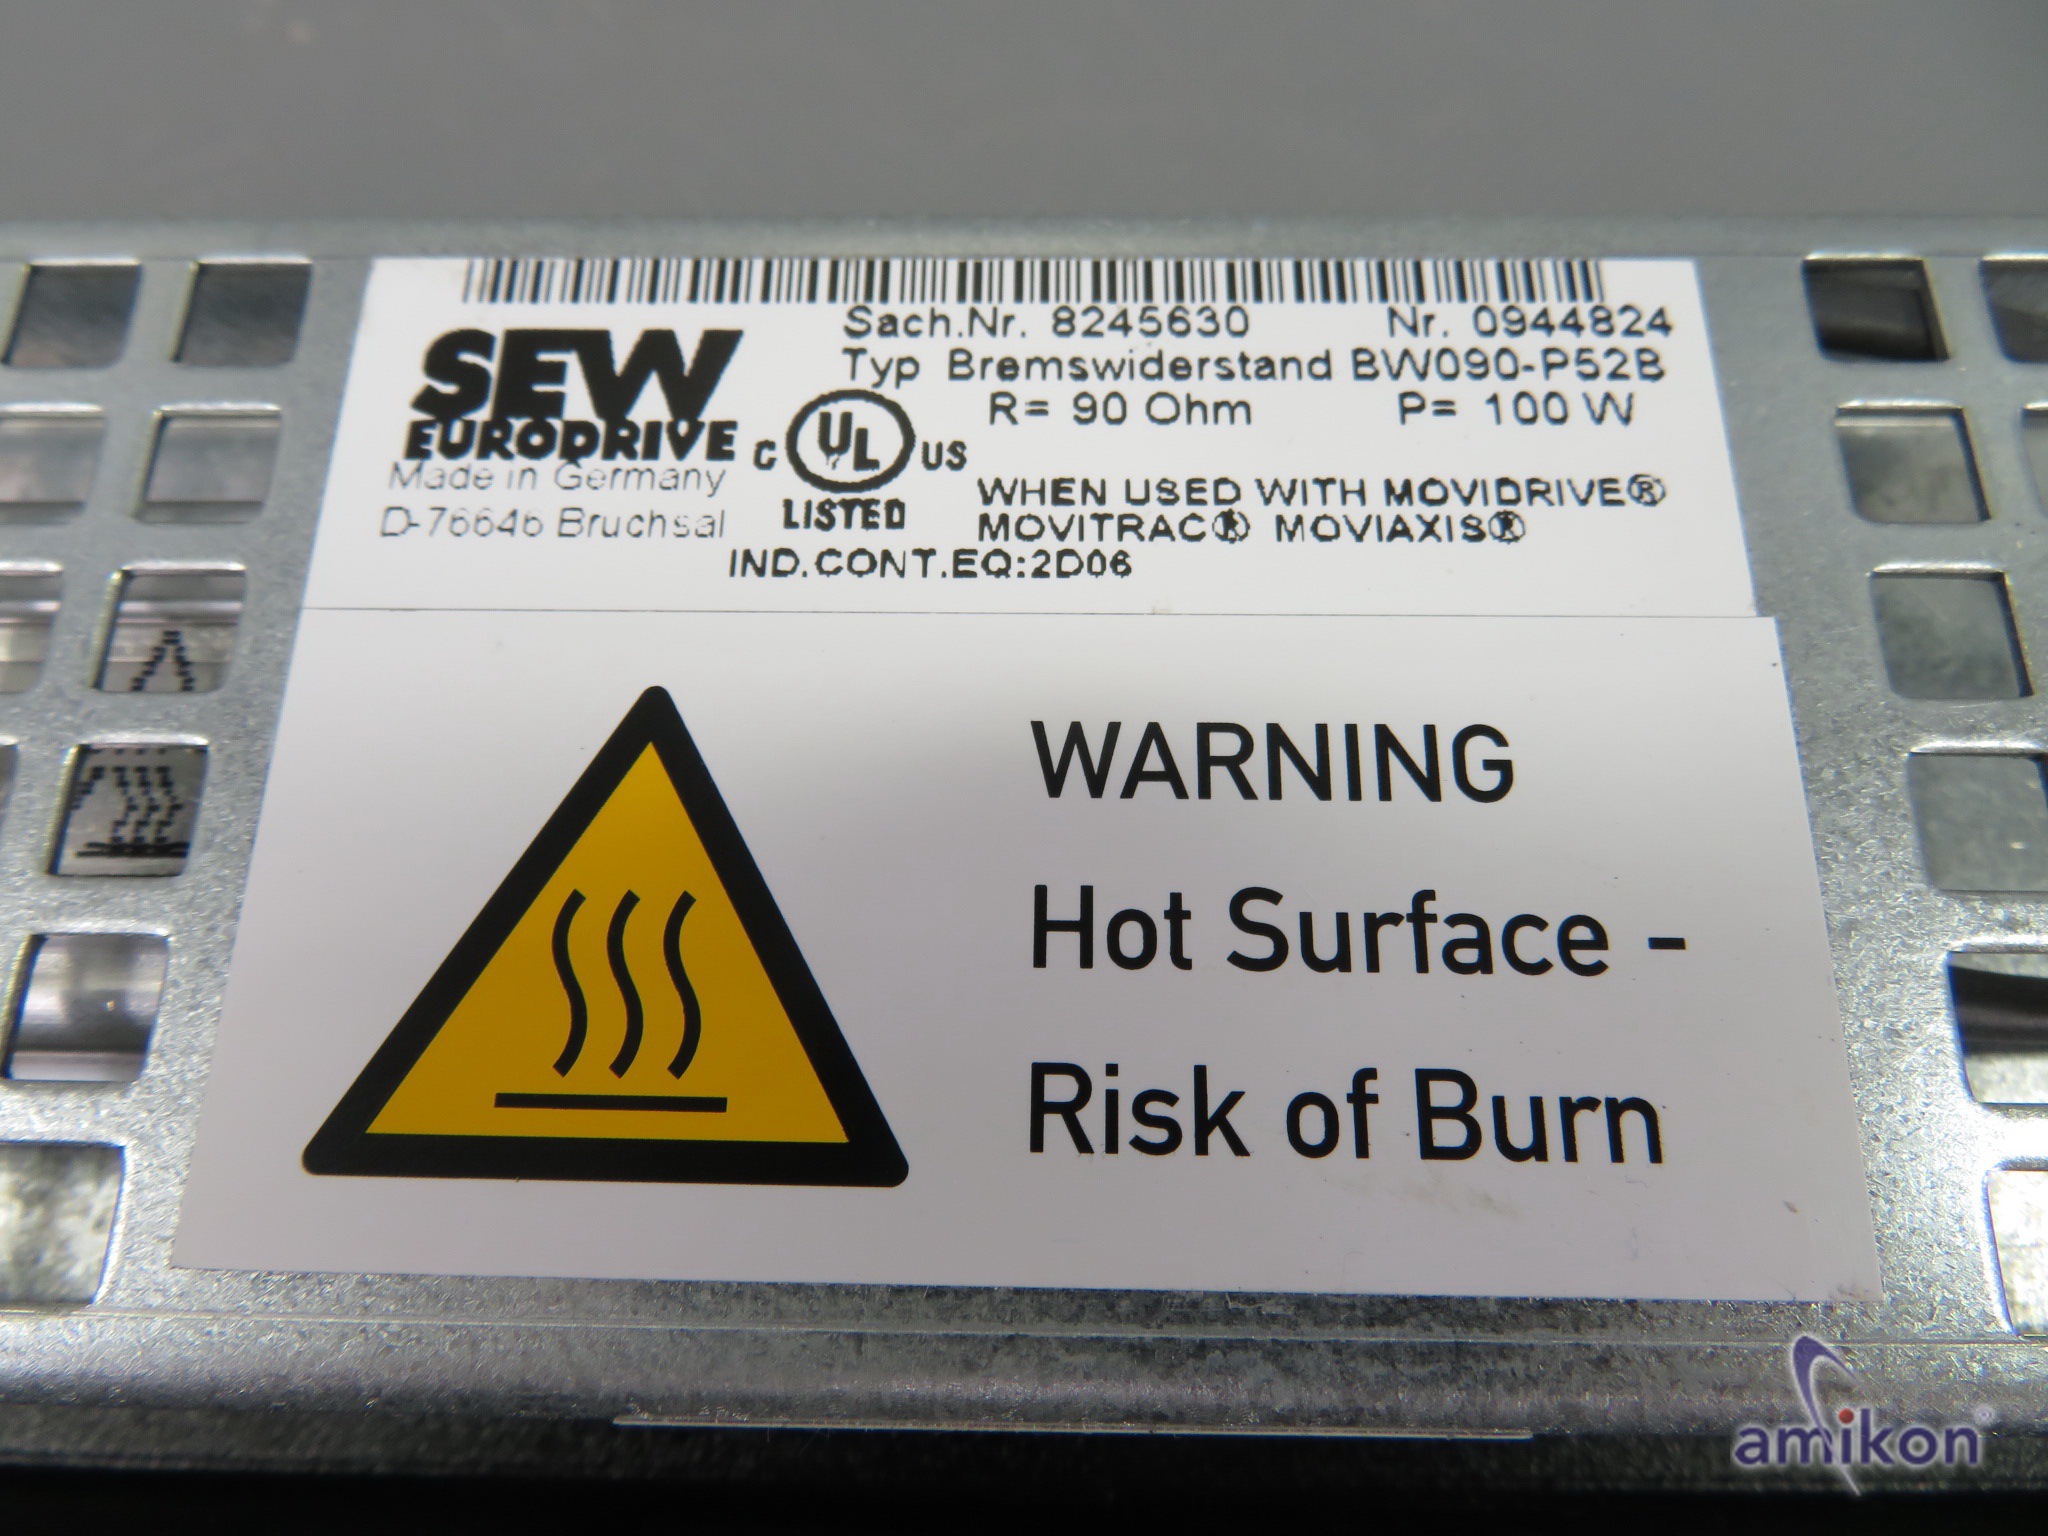 Sach.Nr. 8245630 Nr. 0944824
SEW
EURODRIVE
Typ Bremswiderstand BW090-P52B
R= 90 Ohm P= 100 W
Made in Germany
D-76646 Bruchsal
C UL US
LISTED
WHEN USED WITH MOVIDRIVE®
MOVITRAC® MOVIAXIS®
IND.CONT.EQ:2D06
WARNING
Hot Surface -
Risk of Burn
amikon®